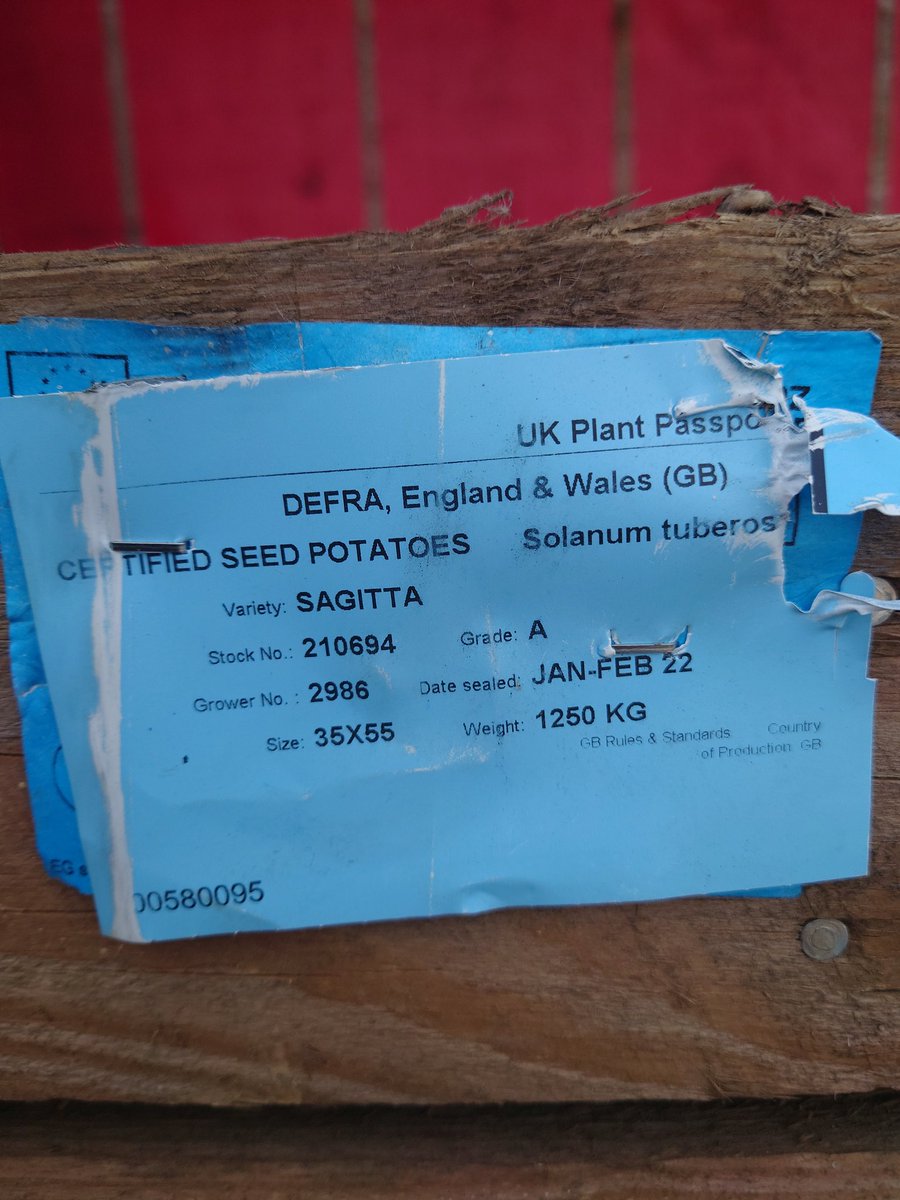 UK Plant Passpo
DEFRA, England & Wales (GB)
CERTIFIED SEED POTATOES Solanum tuberos
Variety: SAGITTA
Stock No.: 210694 Grade: A
Grower No. : 2986 Date sealed: JAN-FEB 22
Size: 35X55 Weight: 1250 KG
GB Rules & Standards Country
of Production GB
EG s
00580095